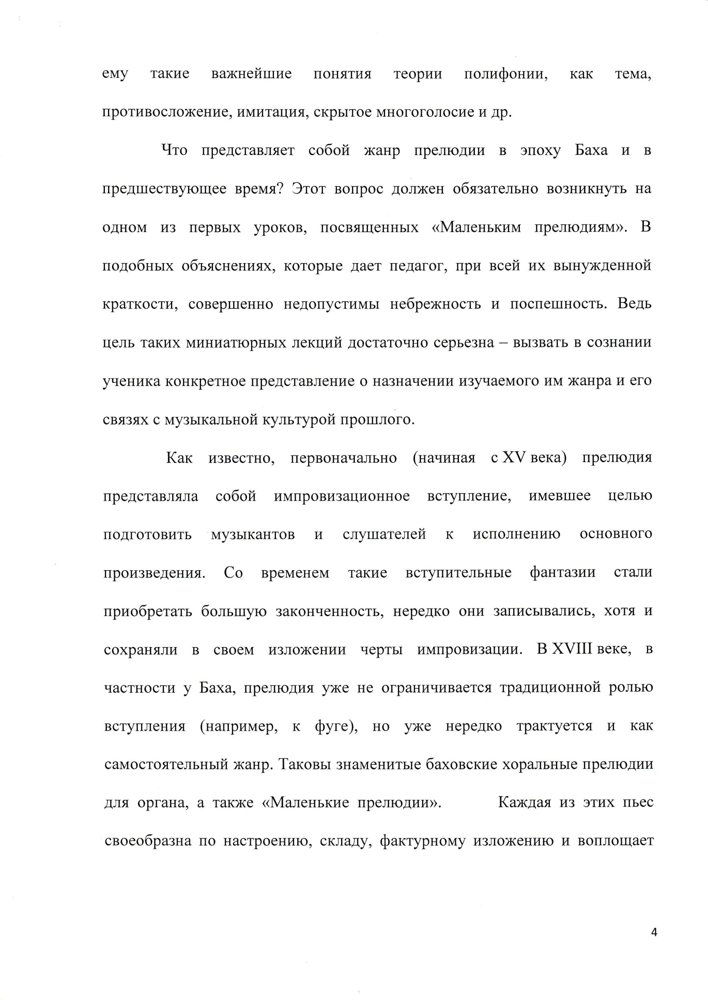 ему такие важнейшие понятия теории полифонии, как тема,
противосложение, имитация, скрытое многоголосие и др.
Что представляет собой жанр прелюдии в эпоху Баха и в
предшествующее время? Этот вопрос должен обязательно возникнуть на
одном из первых уроков, посвященных «Маленьким прелюдиям». В
подобных объяснениях, которые дает педагог, при всей их вынужденной
краткости, совершенно недопустимы небрежность и поспешность. Ведь
цель таких миниатюрных лекций достаточно серьезна – вызвать в сознании
ученика конкретное представление о назначении изучаемого им жанра и его
связях с музыкальной культурой прошлого.
Как известно, первоначально (начиная с XV века) прелюдия
представляла собой импровизационное вступление, имевшее целью
подготовить музыкантов и слушателей к исполнению основного
произведения. Со временем такие вступительные фантазии стали
приобретать большую законченность, нередко они записывались, хотя и
сохраняли в своем изложении черты импровизации. В XVIII веке, в
частности у Баха, прелюдия уже не ограничивается традиционной ролью
вступления (например, к фуге), но уже нередко трактуется и как
самостоятельный жанр. Таковы знаменитые баховские хоральные прелюдии
для органа, а также «Маленькие прелюдии». Каждая из этих пьес
своеобразна по настроению, складу, фактурному изложению и воплощает
4